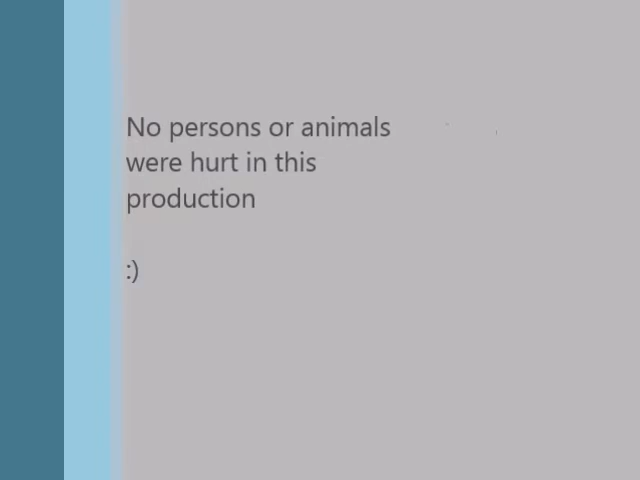 No persons or animals
were hurt in this
production
:)